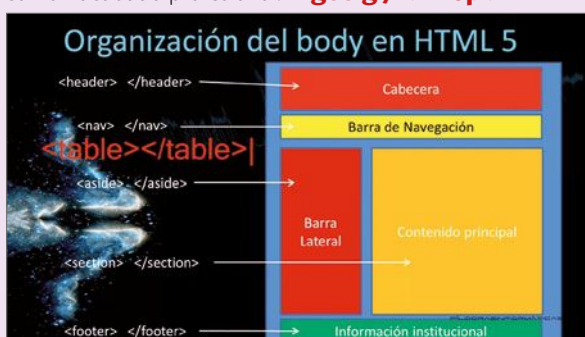 Organización del body en HTML 5
<header> </header>
Cabecera
<nav> </nav>
Barra de Navegación
<table></table>|
<aside> </aside>
Barra
Lateral
Contenido principal
<section> </section>
<footer> </footer>
Información institucional